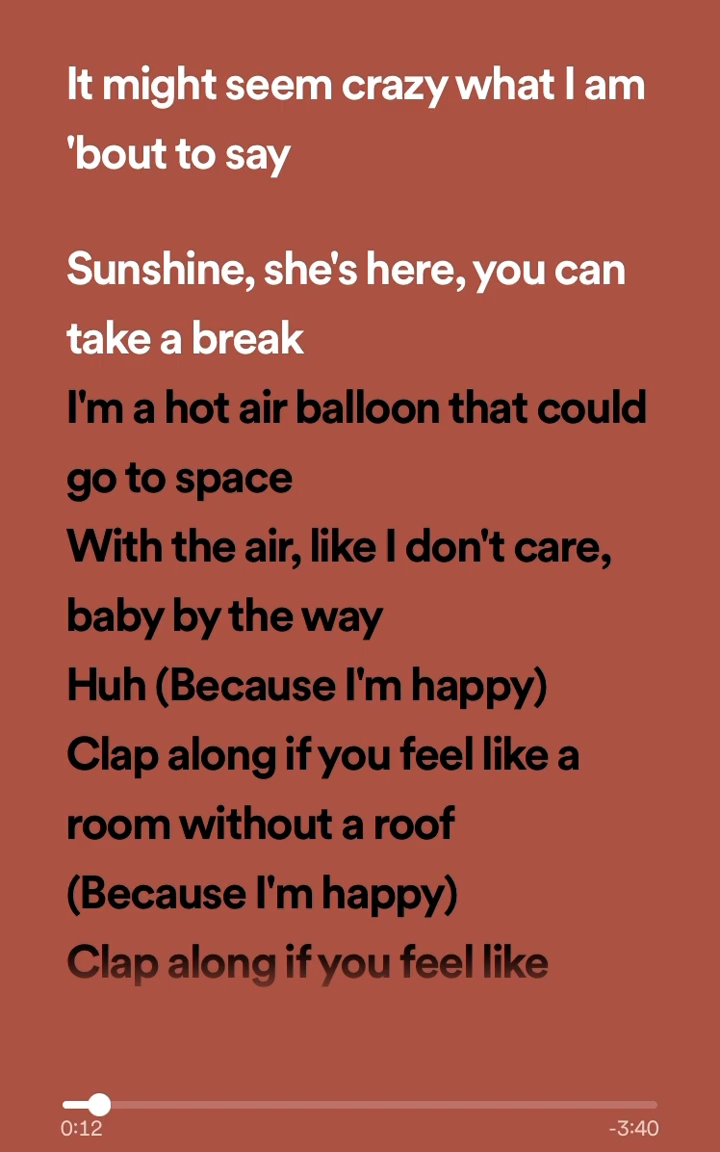 It might seem crazy what I am
'bout to say
Sunshine, she's here, you can
take a break
I'm a hot air balloon that could
go to space
With the air, like I don't care,
baby by the way
Huh (Because I'm happy)
Clap along if you feel like a
room without a roof
(Because I'm happy)
Clap along if you feel like
0:12
-3:40